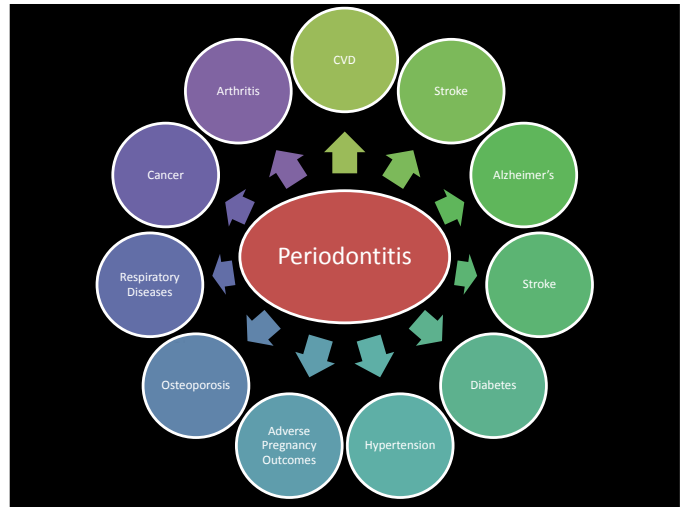 Periodontitis
CVD
Stroke
Alzheimer's
Stroke
Diabetes
Hypertension
Adverse
Pregnancy
Outcomes
Osteoporosis
Respiratory
Diseases
Cancer
Arthritis